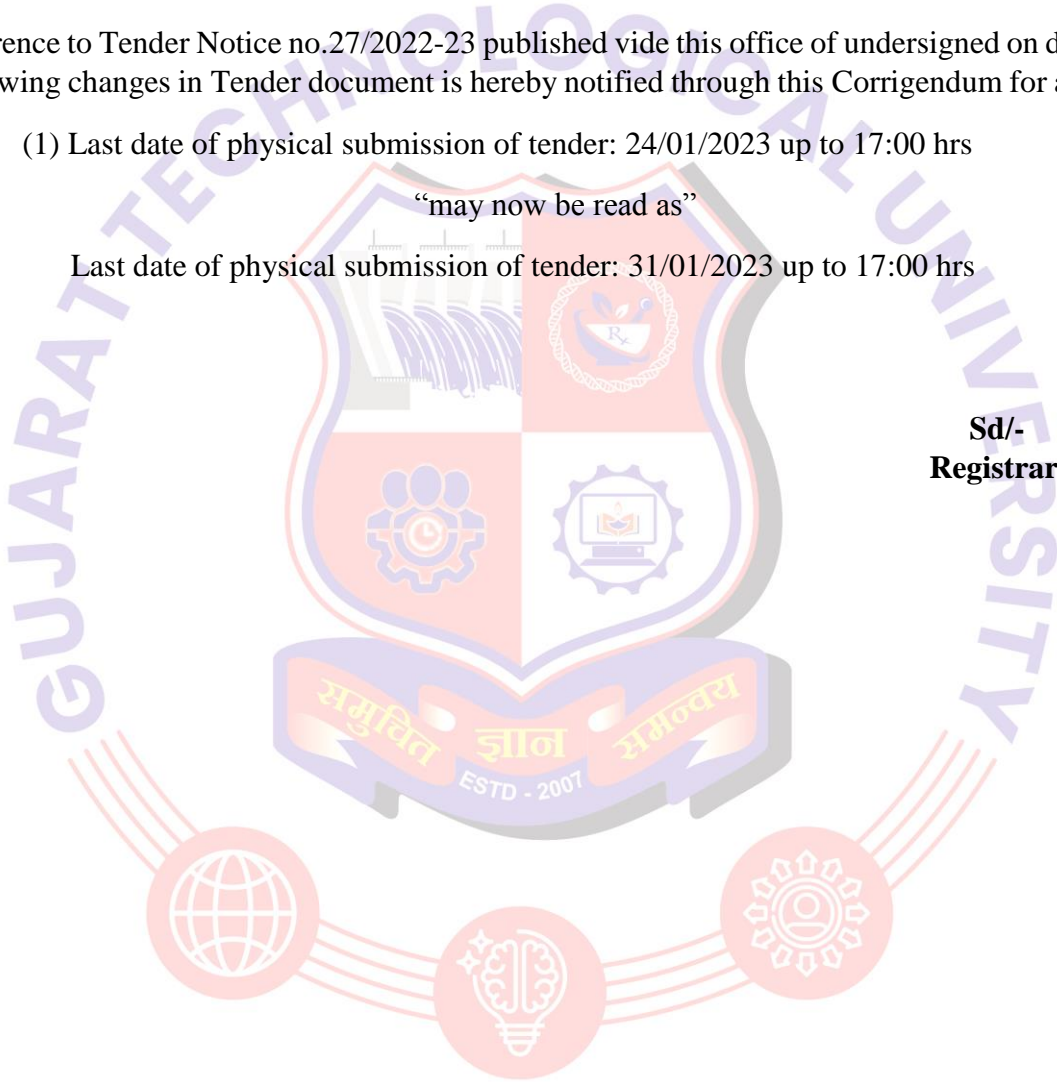 rence to Tender Notice no.27/2022-23 published vide this office of undersigned on d
wing changes in Tender document is hereby notified through this Corrigendum for a
(1) Last date of physical submission of tender: 24/01/2023 up to 17:00 hrs
“may now be read as”
Last date of physical submission of tender: 31/01/2023 up to 17:00 hrs
Sd/-
Registrar
GUJARAT TECHNOLOGICAL UNIVERSITY
Rx
समुचित ज्ञान समन्वय
ESTD - 2007